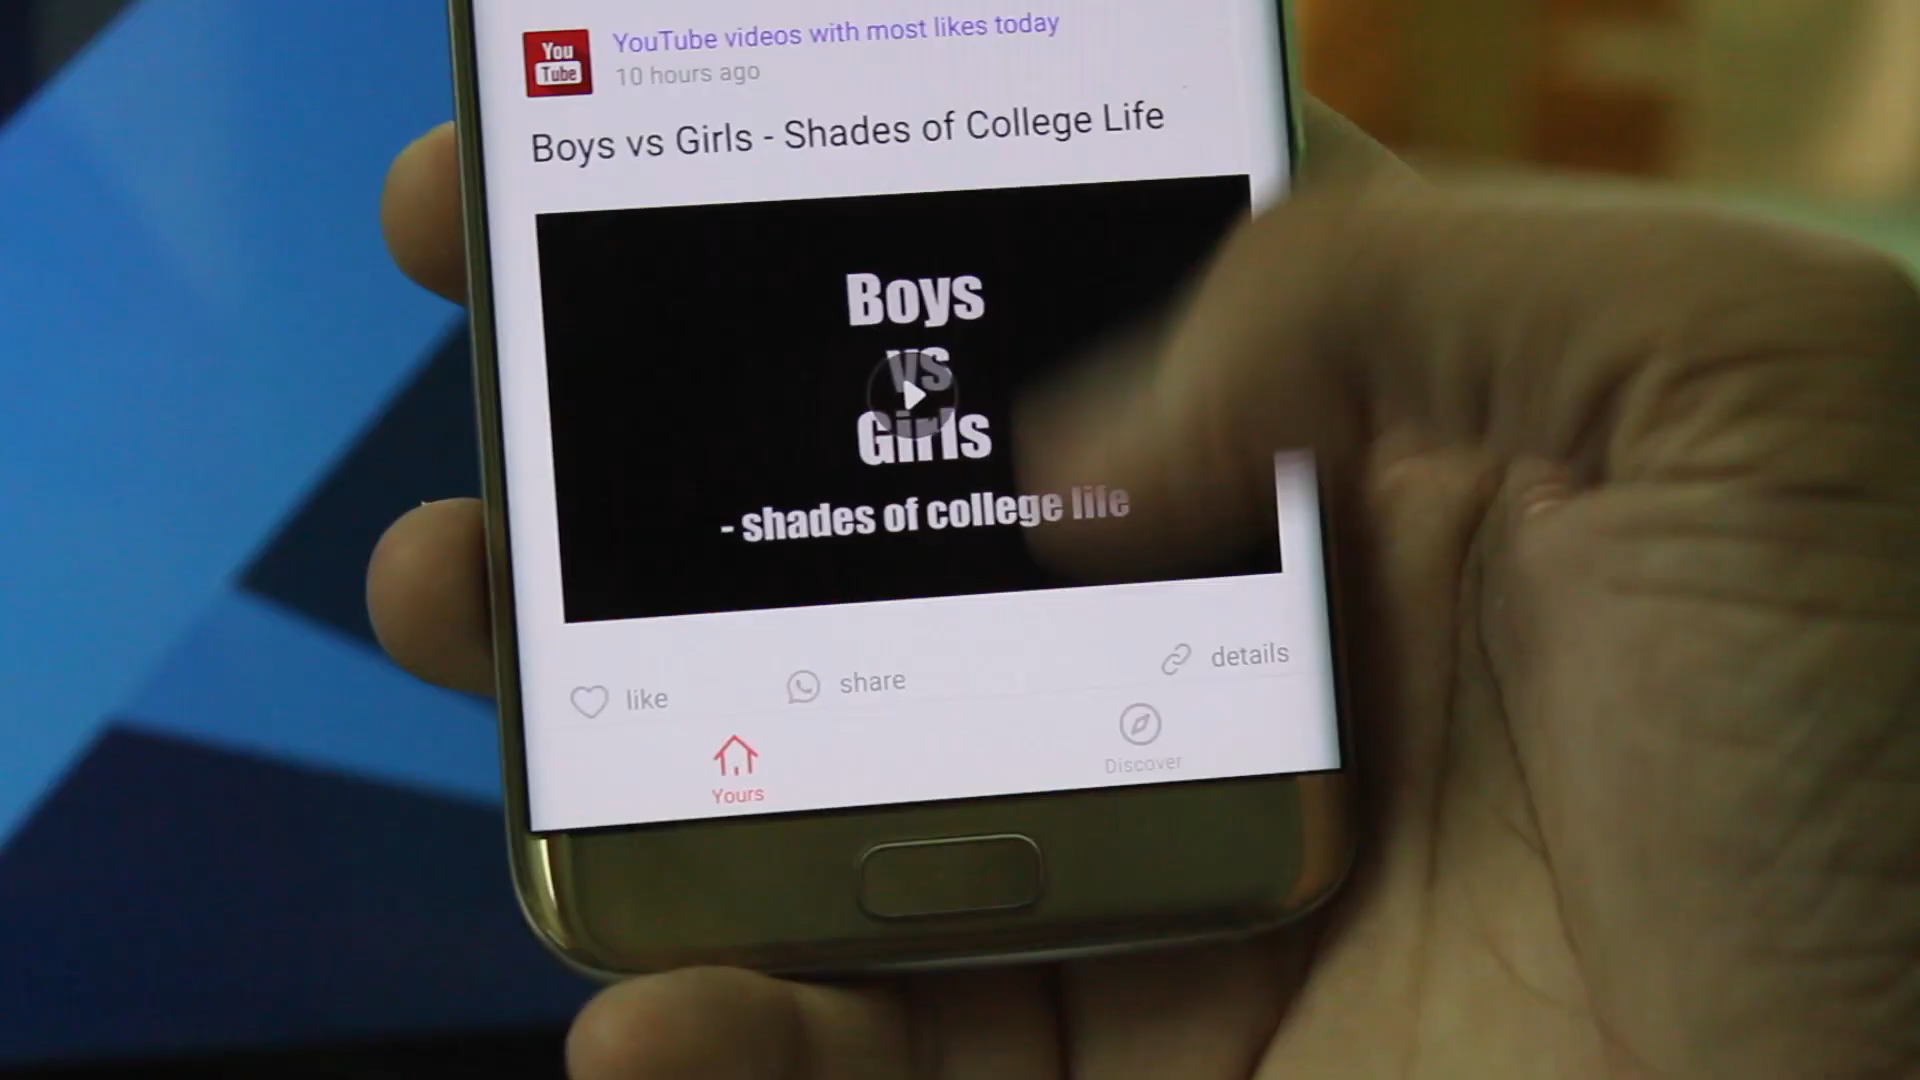 You
Tube
YouTube videos with most likes today
10 hours ago
Boys vs Girls - Shades of College Life
Boys
vs
Girls
- shades of college life
like
share
details
Yours
Discover